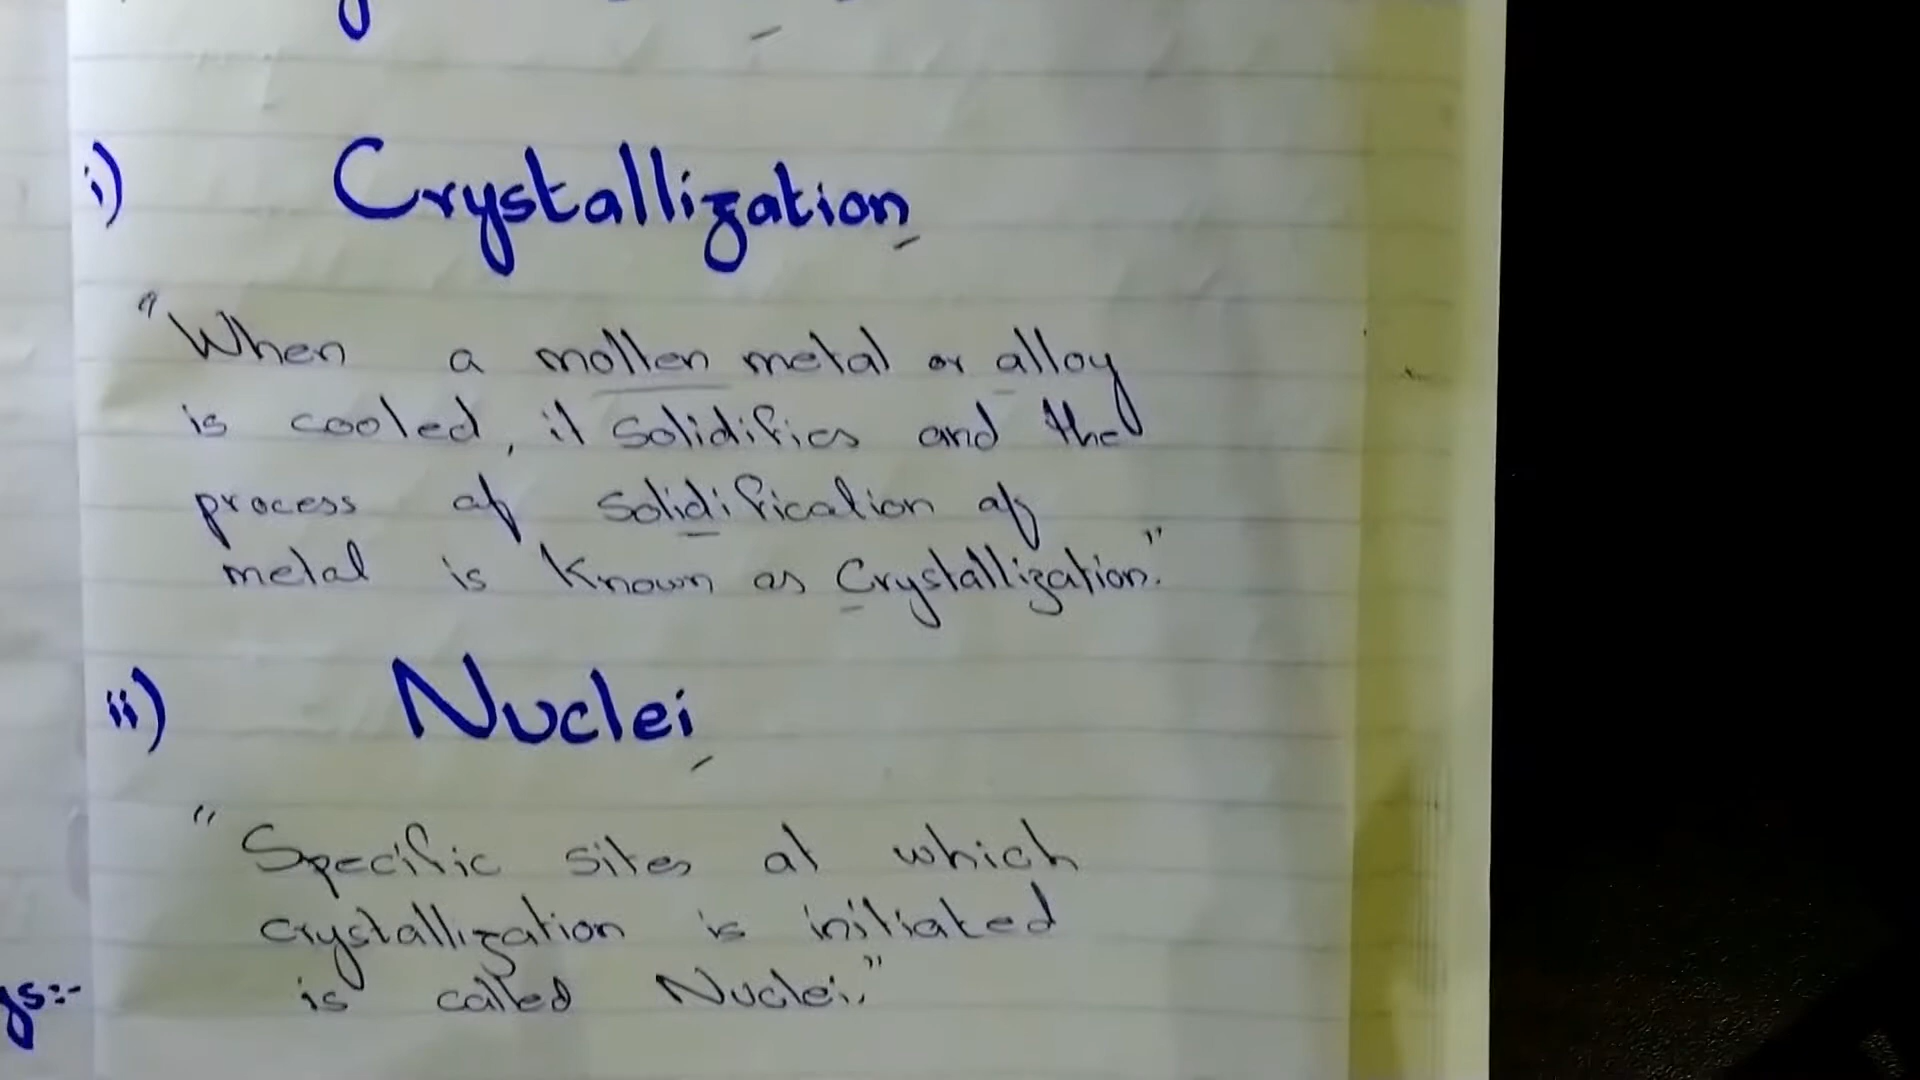 i) Crystallization
"When a molten metal or alloy
is cooled, it solidifies and the
process of solidification of
metal is known as Crystallization."
ii) Nuclei
"Specific sites at which
crystallization is initiated
is called Nuclei."
gs:-